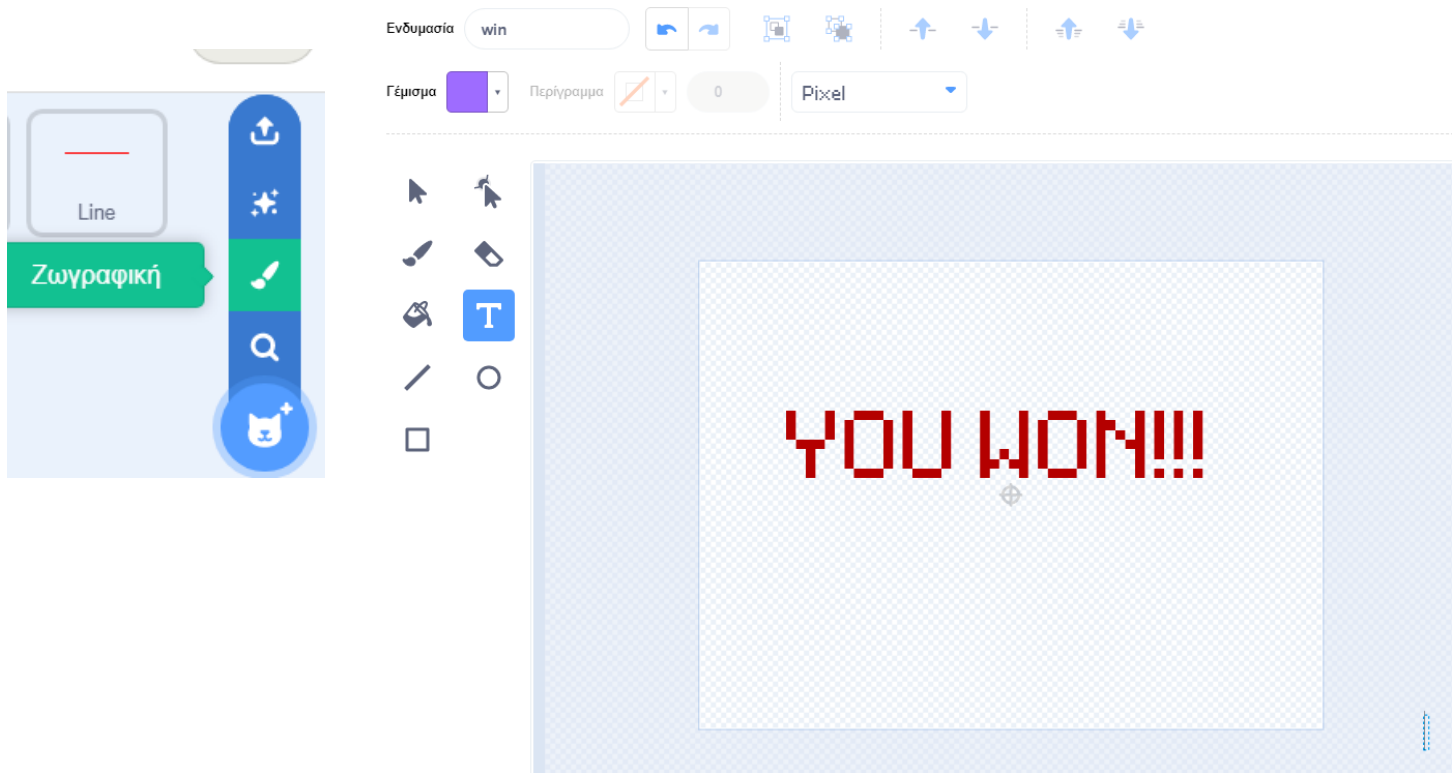 Ενδυμασία win
Γέμισμα Περίγραμμα 0 Pixel
Line
Ζωγραφική
T
YOU WON!!!